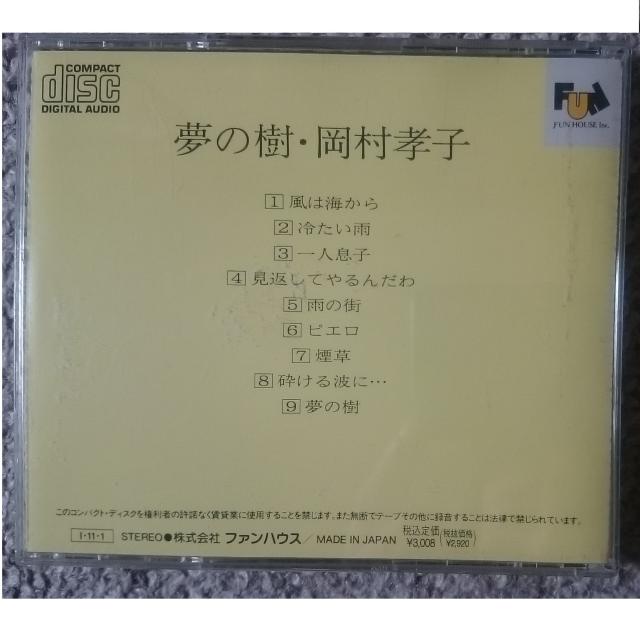 COMPACT
disc
DIGITAL AUDIO
FUN
FUN HOUSE Inc.
夢の樹・岡村孝子
1 風は海から
2 冷たい雨
3 一人息子
4 見返してやるんだわ
5 雨の街
6 ピエロ
7 煙草
8 砕ける波に…
9 夢の樹
このコンパクト・ディスクを権利者の許諾なく賃貸業に使用することを禁じます。また無断でテープその他に録音することは法律で禁じられています。
I-11-1 STEREO●株式会社 ファンハウス/MADE IN JAPAN 税込定価 ¥3,008 (税抜価格 ¥2,920)